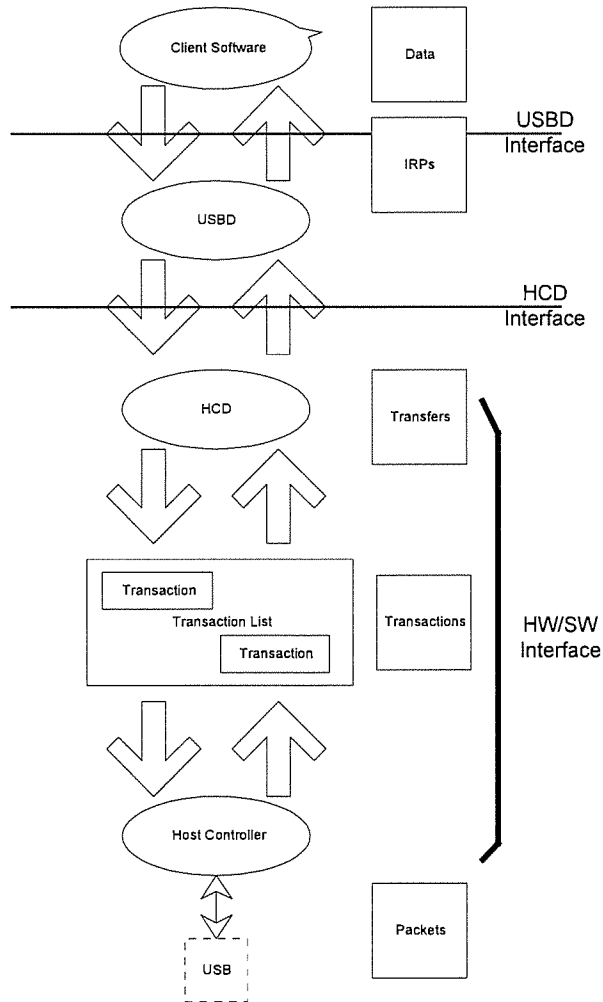 Client Software
Data
USBD
Interface
IRPs
USBD
HCD
Interface
HCD
Transfers
Transaction
Transaction List
Transaction
Transactions
HW/SW
Interface
Host Controller
Packets
USB